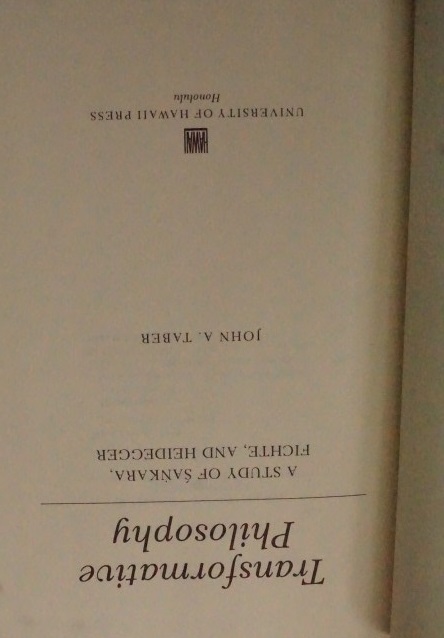 Transformative
Philosophy
A STUDY OF ŚAṄKARA,
FICHTE, AND HEIDEGGER
JOHN A. TABER
UNIVERSITY OF HAWAII PRESS
Honolulu